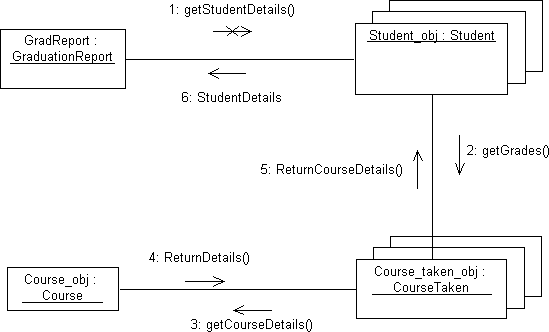 1: getStudentDetails()
GradReport :
GraduationReport
Student_obj : Student
6: StudentDetails
2: getGrades()
5: ReturnCourseDetails()
4: ReturnDetails()
Course_obj :
Course
Course_taken_obj :
CourseTaken
3: getCourseDetails()